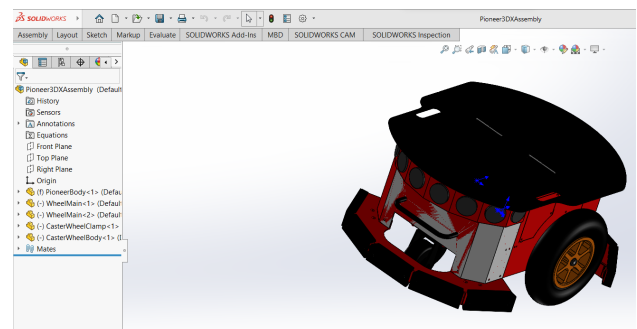 SOLIDWORKS
Pioneer3DXAssembly
Assembly Layout Sketch Markup Evaluate SOLIDWORKS Add-Ins MBD SOLIDWORKS CAM SOLIDWORKS Inspection
Pioneer3DXAssembly (Default
History
Sensors
Annotations
Equations
Front Plane
Top Plane
Right Plane
Origin
(f) PioneerBody<1> (Defau
(-) WheelMain<1> (Default
(-) WheelMain<2> (Default
(-) CasterWheelClamp<1>
(-) CasterWheelBody<1> (D
Mates